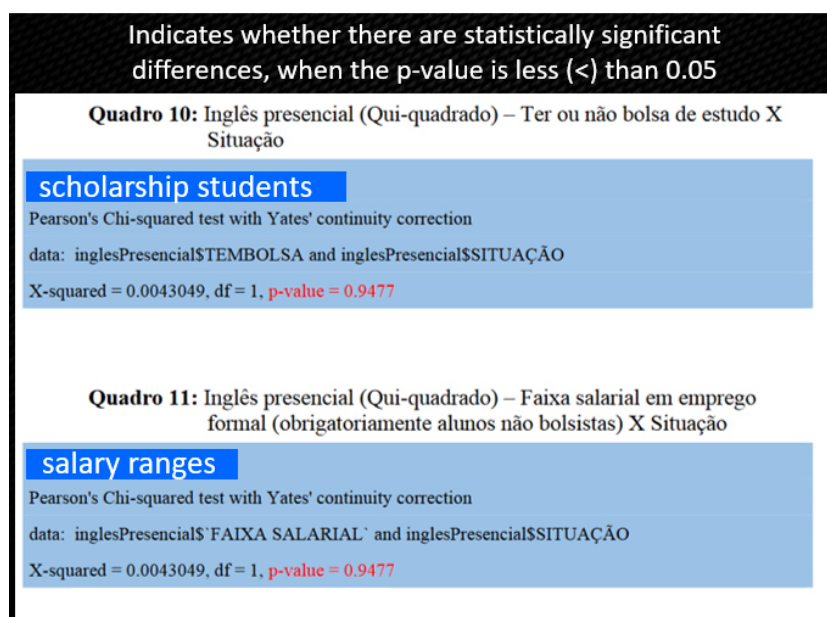 Indicates whether there are statistically significant
differences, when the p-value is less (<) than 0.05
Quadro 10: Inglês presencial (Qui-quadrado) – Ter ou não bolsa de estudo X
Situação
scholarship students
Pearson's Chi-squared test with Yates' continuity correction
data: inglesPresencial$TEMBOLSA and inglesPresencial$SITUAÇÃO
X-squared = 0.0043049, df = 1, p-value = 0.9477
Quadro 11: Inglês presencial (Qui-quadrado) – Faixa salarial em emprego
formal (obrigatoriamente alunos não bolsistas) X Situação
salary ranges
Pearson's Chi-squared test with Yates' continuity correction
data: inglesPresencial$`FAIXA SALARIAL` and inglesPresencial$SITUAÇÃO
X-squared = 0.0043049, df = 1, p-value = 0.9477